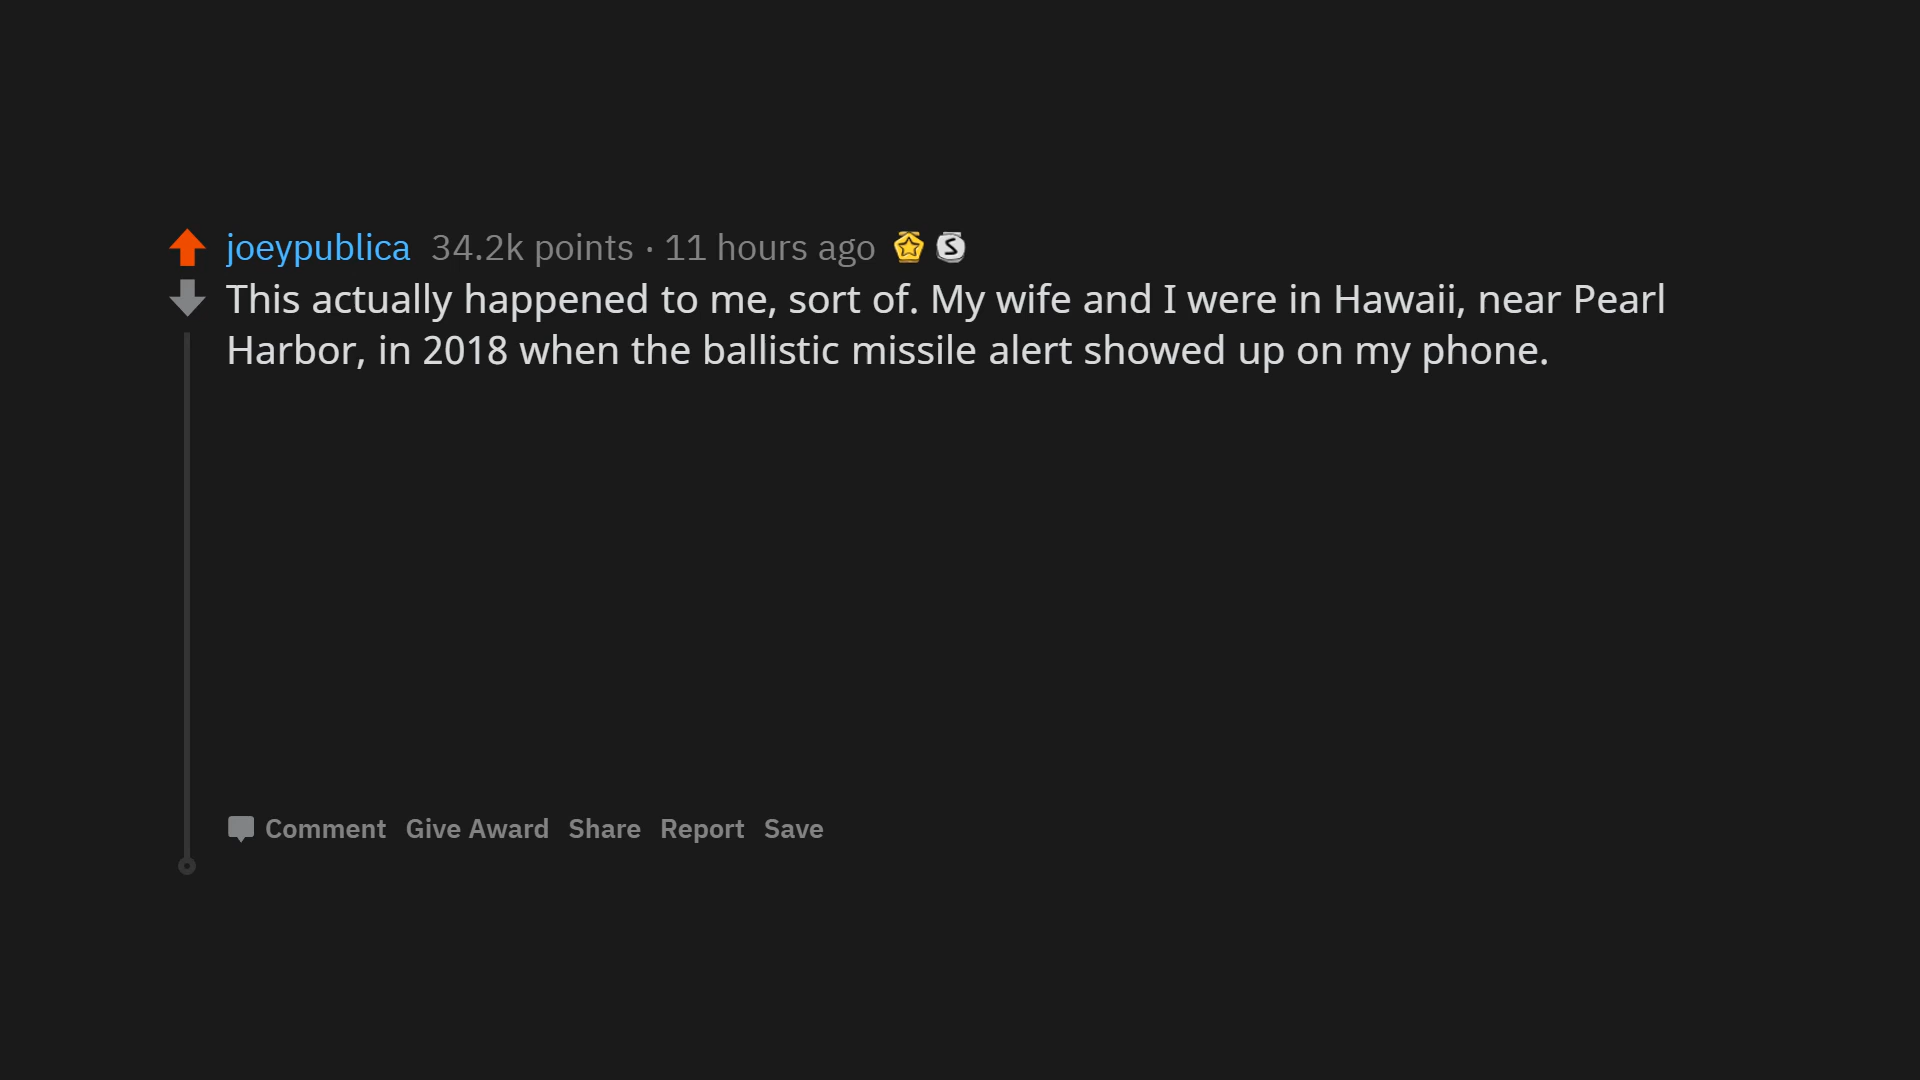 joeypublica 34.2k points · 11 hours ago S
This actually happened to me, sort of. My wife and I were in Hawaii, near Pearl
Harbor, in 2018 when the ballistic missile alert showed up on my phone.
Comment Give Award Share Report Save